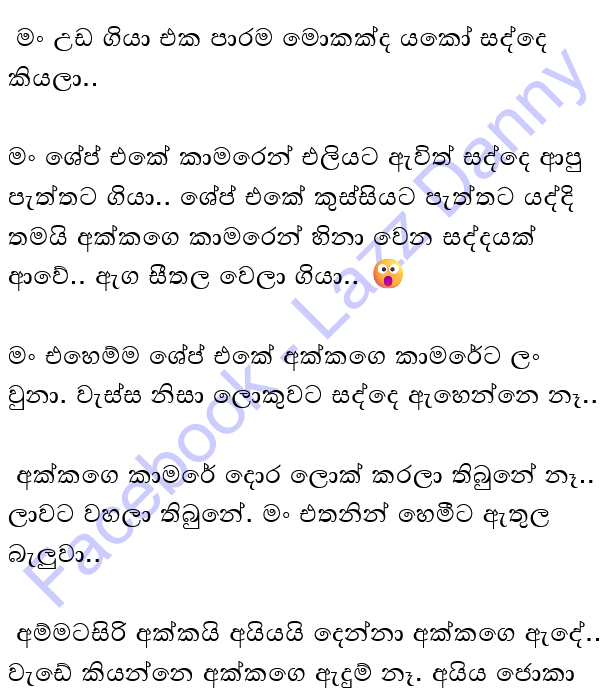 මං උඩ ගියා එක පාරම මොකක්ද යකෝ සද්දෙ
කියලා..
මං ශේප් එකේ කාමරෙන් එලියට ඇවිත් සද්දෙ ආපු
පැත්තට ගියා.. ශේප් එකේ කුස්සියට පැත්තට යද්දි
තමයි අක්කගෙ කාමරෙන් හිනා වෙන සද්දයක්
ආවේ.. ඇග සීතල වෙලා ගියා.. 😲
මං එහෙම්ම ශේප් එකේ අක්කගෙ කාමරේට ලං
වුනා. වැස්ස නිසා ලොකුවට සද්දෙ ඇහෙන්නෙ නෑ..
අක්කගෙ කාමරේ දොර ලොක් කරලා තිබුනේ නෑ..
ලාවට වහලා තිබුනේ. මං එතනින් හෙමීට ඇතුල
බැලුවා..
අම්මටසිරි අක්කයි අයියයි දෙන්නා අක්කගෙ ඇදේ..
වැඩේ කියන්නෙ අක්කගෙ ඇදුම් නෑ. අයිය ජොකා
Facebook - Lazz Danny